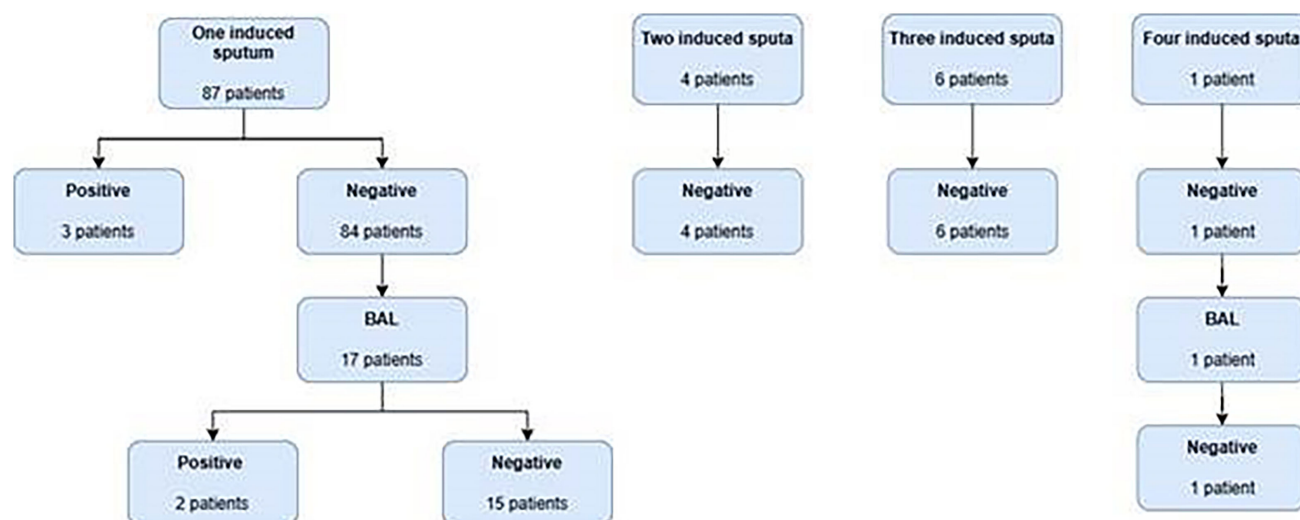 One induced
sputum
87 patients
Two induced sputa
4 patients
Three induced sputa
6 patients
Four induced sputa
1 patient
Positive
3 patients
Negative
84 patients
Negative
4 patients
Negative
6 patients
Negative
1 patient
BAL
17 patients
BAL
1 patient
Positive
2 patients
Negative
15 patients
Negative
1 patient